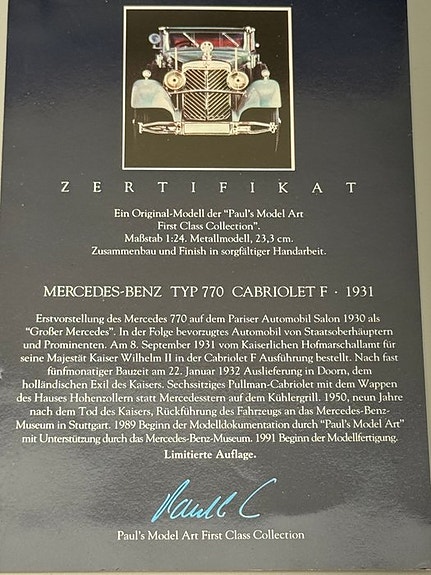 ZERTIFIKAT
Ein Original-Modell der "Paul's Model Art
First Class Collection".
Maßstab 1:24. Metallmodell, 23,3 cm.
Zusammenbau und Finish in sorgfältiger Handarbeit.
MERCEDES-BENZ TYP 770 CABRIOLET F · 1931
Erstvorstellung des Mercedes 770 auf dem Pariser Automobil Salon 1930 als
"Großer Mercedes". In der Folge bevorzugtes Automobil von Staatsoberhäuptern
und Prominenten. Am 8. September 1931 vom Kaiserlichen Hofmarschallamt für
seine Majestät Kaiser Wilhelm II in der Cabriolet F Ausführung bestellt. Nach fast
fünfmonatiger Bauzeit am 22. Januar 1932 Auslieferung in Doorn, dem
holländischen Exil des Kaisers. Sechssitziges Pullman-Cabriolet mit dem Wappen
des Hauses Hohenzollern statt Mercedesstern auf dem Kühlergrill. 1950, neun Jahre
nach dem Tod des Kaisers, Rückführung des Fahrzeugs an das Mercedes-Benz-
Museum in Stuttgart. 1989 Beginn der Modelldokumentation durch "Paul's Model Art"
mit Unterstützung durch das Mercedes-Benz-Museum. 1991 Beginn der Modellfertigung.
Limitierte Auflage.
Paul's Model Art First Class Collection